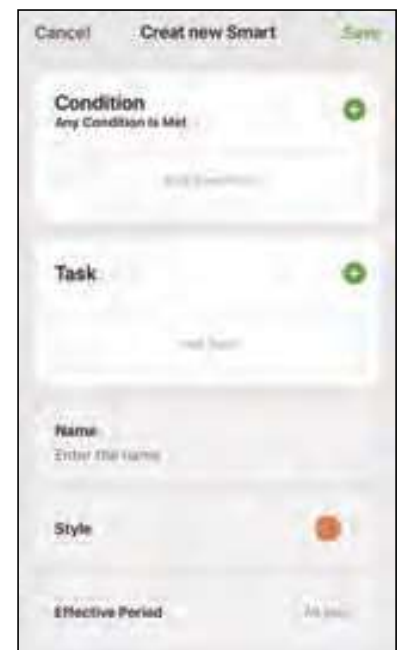 Cancel Creat new Smart Save
Condition
Any Condition Is Met
Task
Name
Enter the name
Style
Effective Period